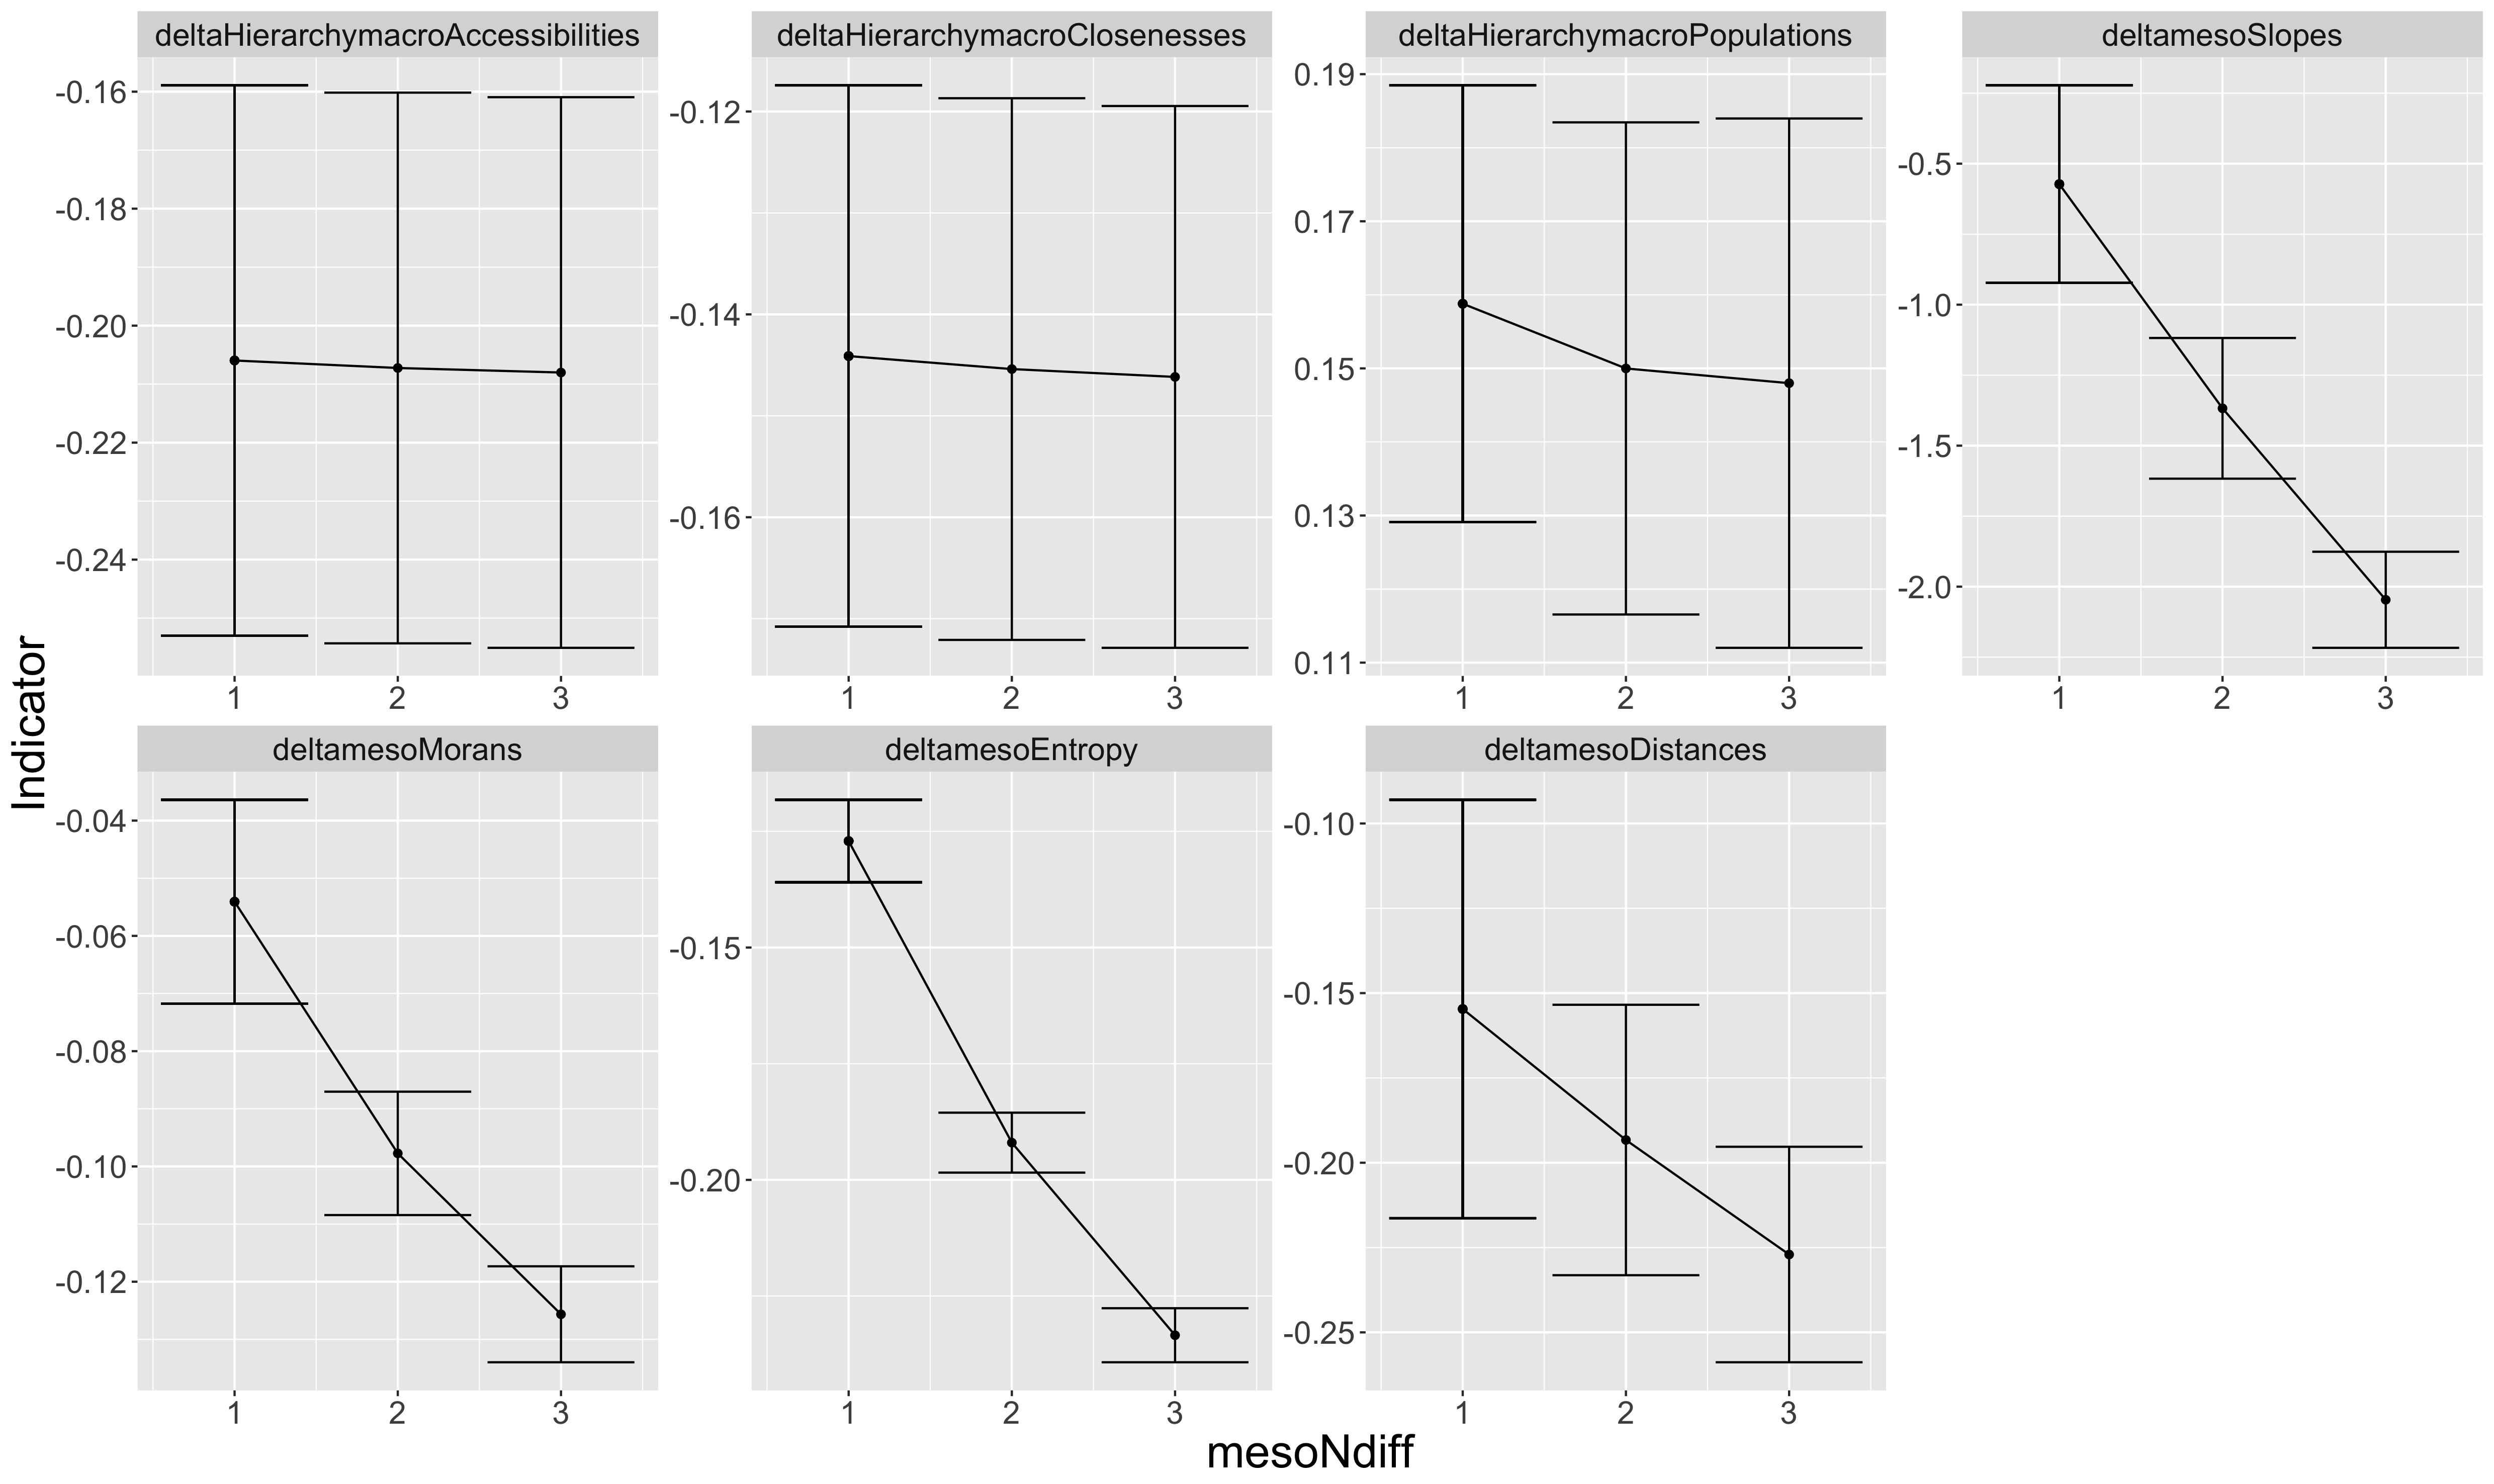 deltaHierarchymacroAccessibilities deltaHierarchymacroClosenesses deltaHierarchymacroPopulations deltamesoSlopes
-0.16
-0.18
-0.20
-0.22
-0.24
1 2 3
-0.12
-0.14
-0.16
1 2 3
0.19
0.17
0.15
0.13
0.11
1 2 3
-0.5
-1.0
-1.5
-2.0
1 2 3
Indicator
deltamesoMorans deltamesoEntropy deltamesoDistances
-0.04
-0.06
-0.08
-0.10
-0.12
1 2 3
-0.15
-0.20
1 2 3
-0.10
-0.15
-0.20
-0.25
1 2 3
mesoNdiff